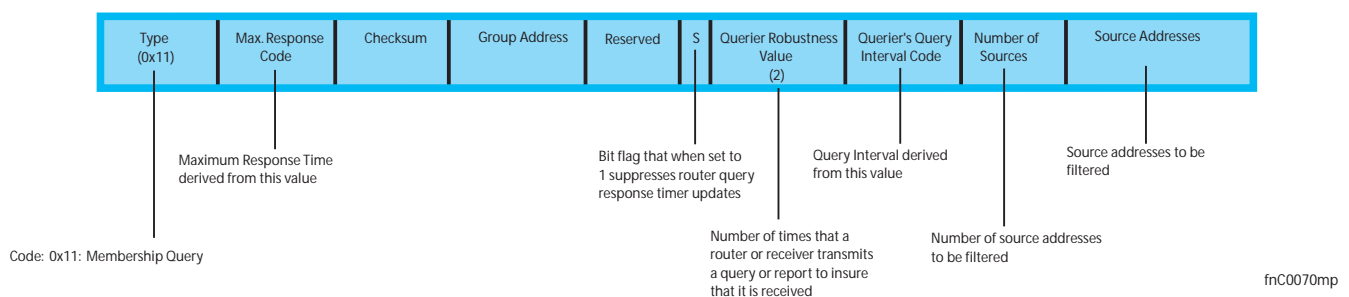 Type
(0x11)
Max. Response
Code
Checksum
Group Address
Reserved
S
Querier Robustness
Value
(2)
Querier's Query
Interval Code
Number of
Sources
Source Addresses
Maximum Response Time
derived from this value
Bit flag that when set to
1 suppresses router query
response timer updates
Query Interval derived
from this value
Source addresses to be
filtered
Code: 0x11: Membership Query
Number of times that a
router or receiver transmits
a query or report to insure
that it is received
Number of source addresses
to be filtered
fnC0070mp